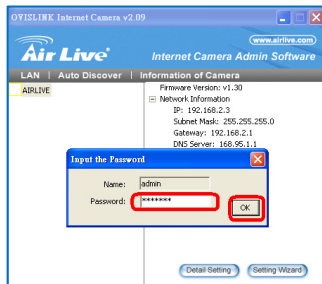 OVISLINK Internet Camera v2.09
www.airlive.com
Air Live®
Internet Camera Admin Software
LAN | Auto Discover | Information of Camera
AIRLIVE
Firmware Version: v1.30
Network Information
IP: 192.168.2.3
Subnet Mask: 255.255.255.0
Gateway: 192.168.2.1
DNS Server: 168.95.1.1
Input the Password
Name: admin
Password: *******
OK
Detail Setting
Setting Wizard